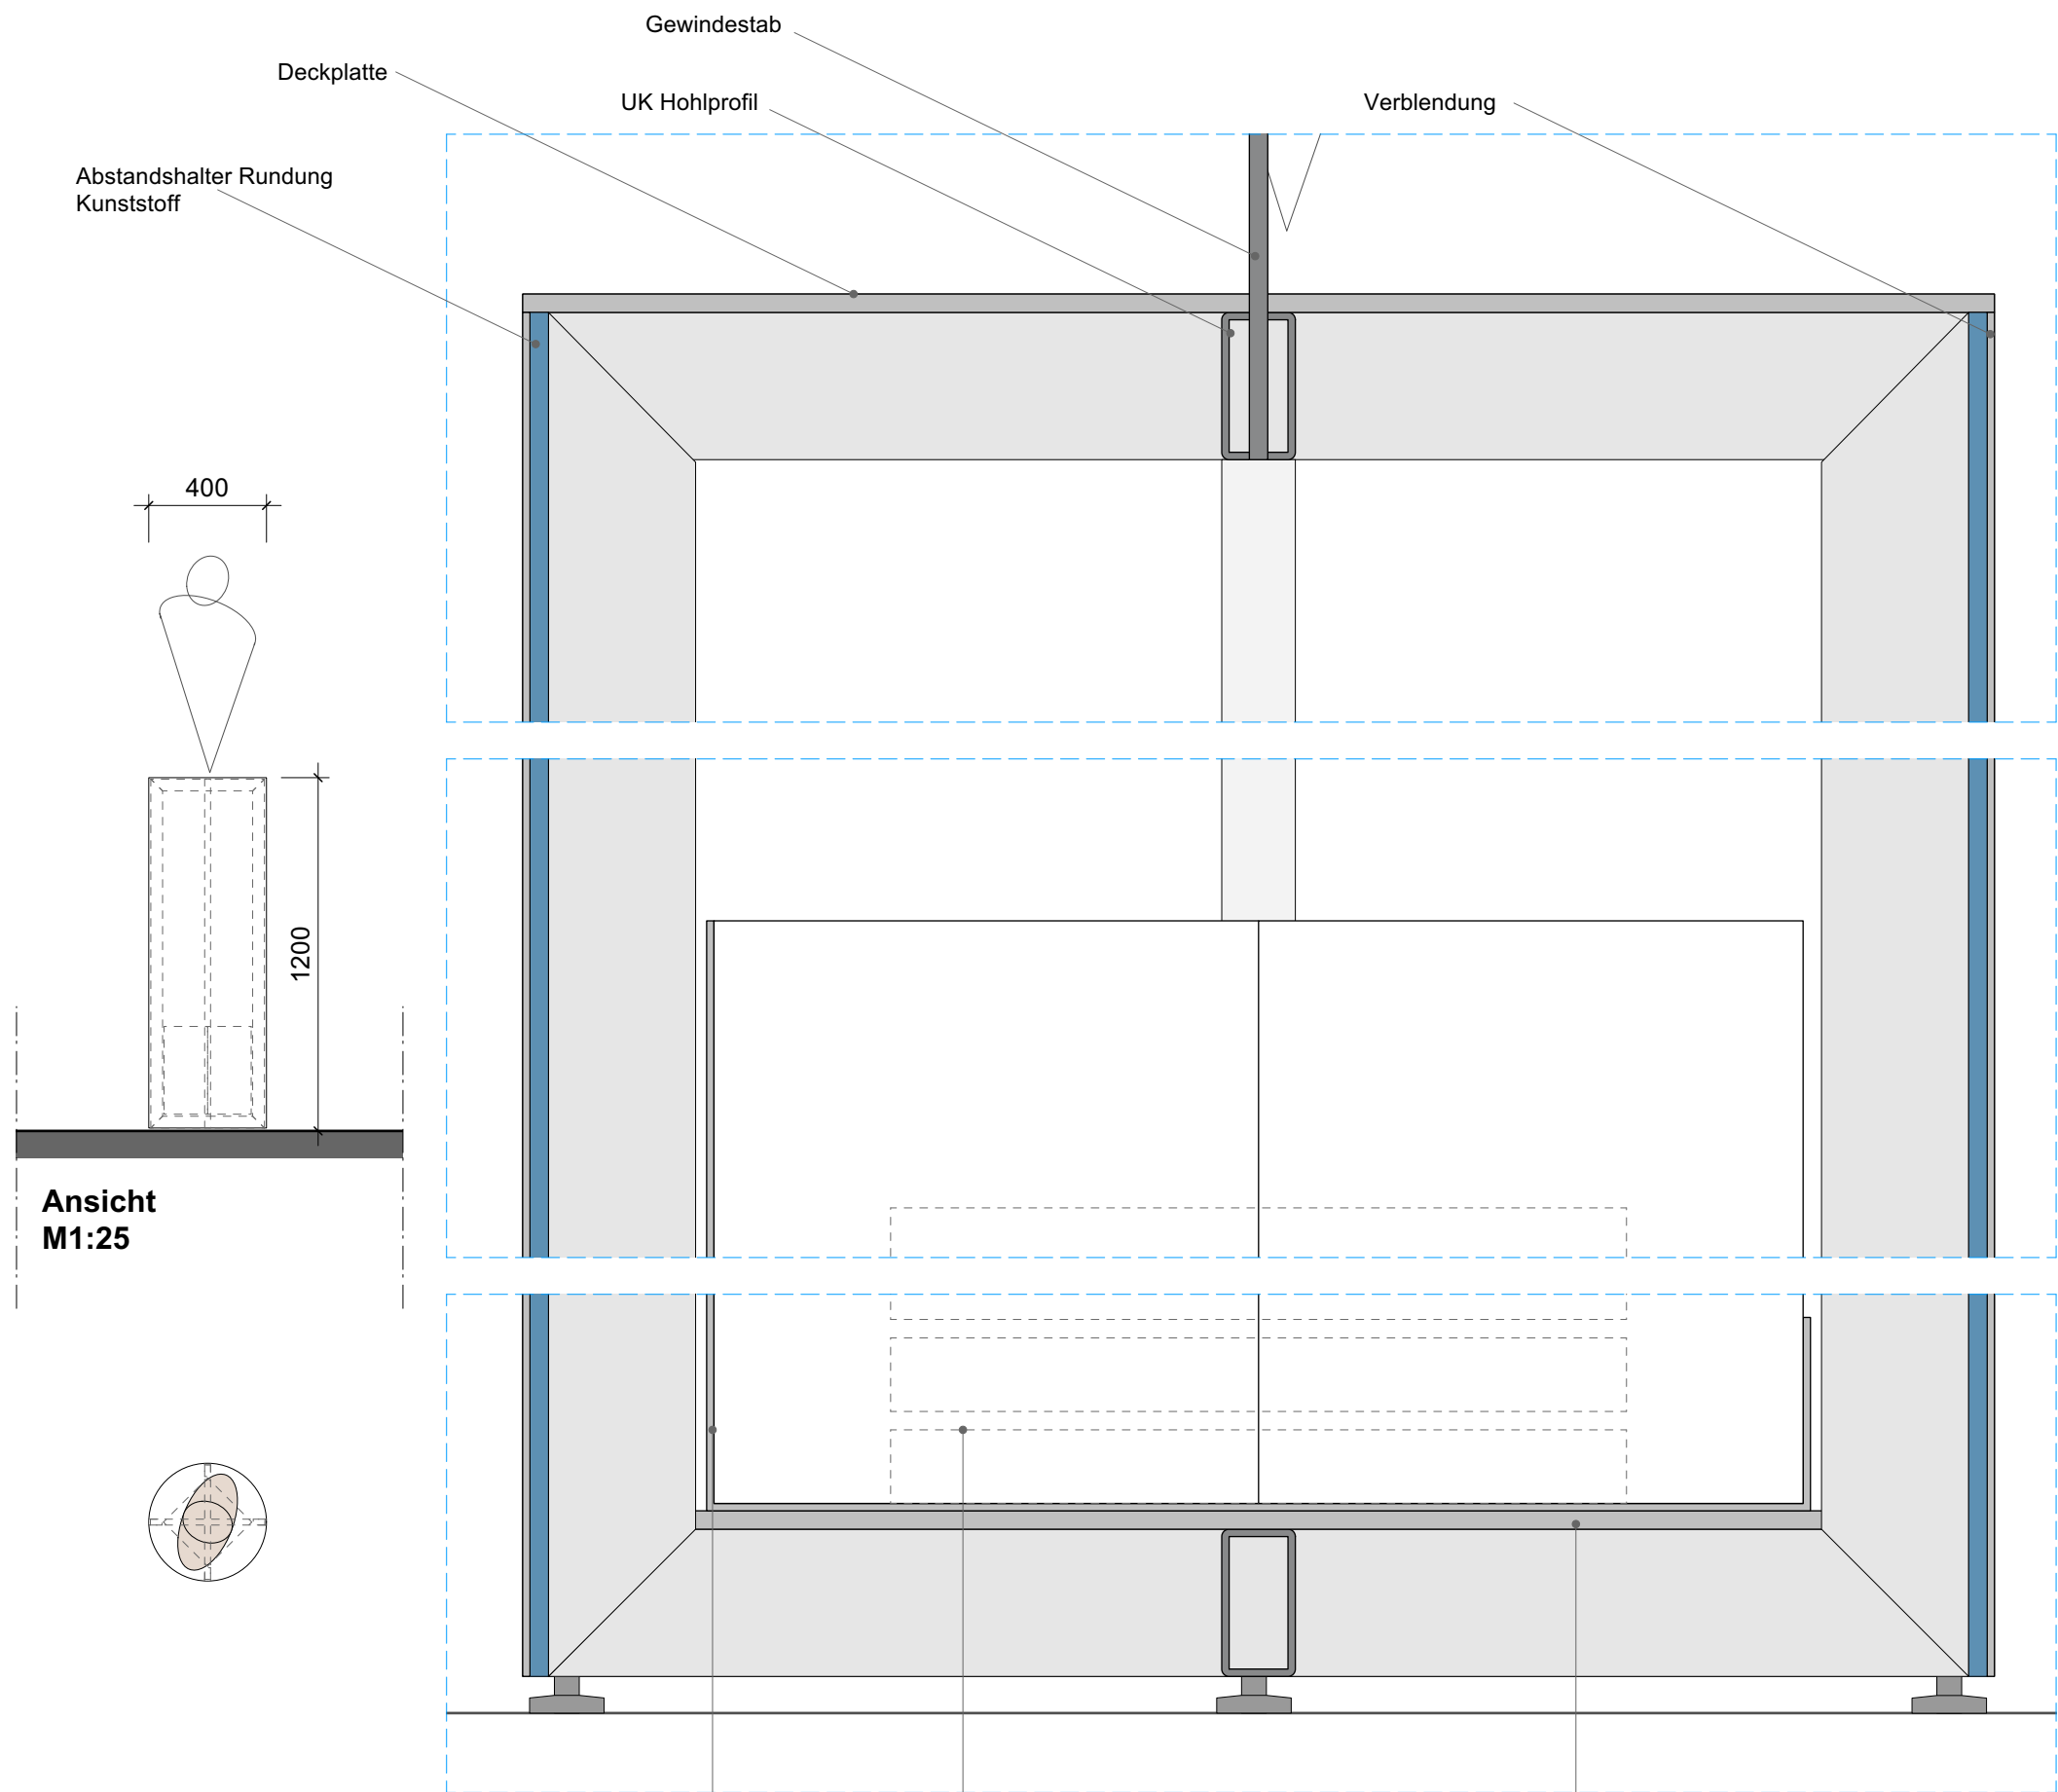 Gewindestab
Deckplatte
UK Hohlprofil
Verblendung
Abstandshalter Rundung
Kunststoff
400
1200
Ansicht
M1:25